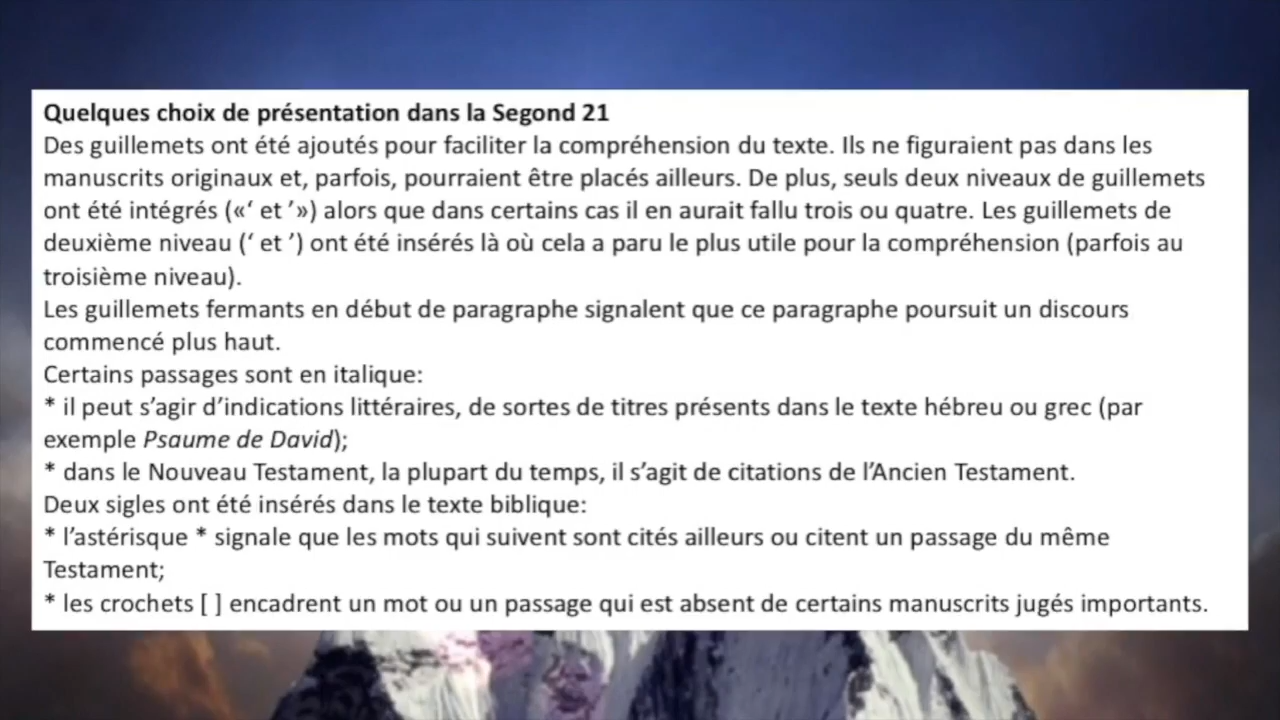 Quelques choix de présentation dans la Segond 21
Des guillemets ont été ajoutés pour faciliter la compréhension du texte. Ils ne figuraient pas dans les
manuscrits originaux et, parfois, pourraient être placés ailleurs. De plus, seuls deux niveaux de guillemets
ont été intégrés («‘ et ’») alors que dans certains cas il en aurait fallu trois ou quatre. Les guillemets de
deuxième niveau (‘ et ’) ont été insérés là où cela a paru le plus utile pour la compréhension (parfois au
troisième niveau).
Les guillemets fermants en début de paragraphe signalent que ce paragraphe poursuit un discours
commencé plus haut.
Certains passages sont en italique:
* il peut s’agir d’indications littéraires, de sortes de titres présents dans le texte hébreu ou grec (par
exemple Psaume de David);
* dans le Nouveau Testament, la plupart du temps, il s’agit de citations de l’Ancien Testament.
Deux sigles ont été insérés dans le texte biblique:
* l’astérisque * signale que les mots qui suivent sont cités ailleurs ou citent un passage du même
Testament;
* les crochets [ ] encadrent un mot ou un passage qui est absent de certains manuscrits jugés importants.